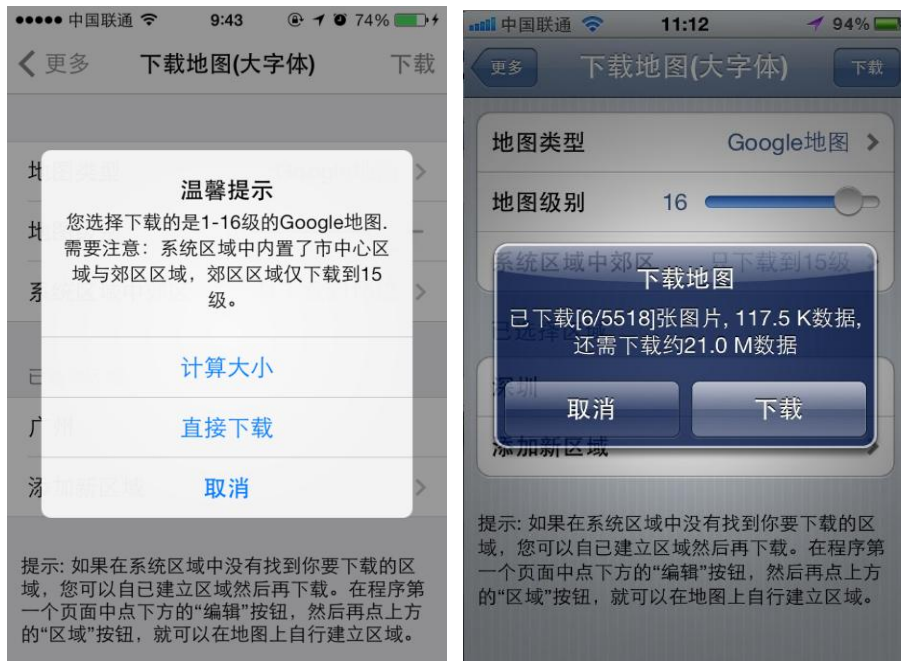 中国联通 9:43 74%
更多 下载地图(大字体) 下载
温馨提示
您选择下载的是1-16级的Google地图.
需要注意：系统区域中内置了市中心区
域与郊区区域，郊区区域仅下载到15
级。
计算大小
直接下载
取消
提示: 如果在系统区域中没有找到你要下载的区
域，您可以自已建立区域然后再下载。在程序第
一个页面中点下方的“编辑”按钮，然后再点上方
的“区域”按钮，就可以在地图上自行建立区域。
中国联通 11:12 94%
更多 下载地图(大字体) 下载
地图类型 Google地图
地图级别 16
系统区域中郊区 只下载到15级
下载地图
已下载[6/5518]张图片, 117.5 K数据,
还需下载约21.0 M数据
取消 下载
深圳
添加新区域
提示: 如果在系统区域中没有找到你要下载的区
域，您可以自已建立区域然后再下载。在程序第
一个页面中点下方的“编辑”按钮，然后再点上方
的“区域”按钮，就可以在地图上自行建立区域。